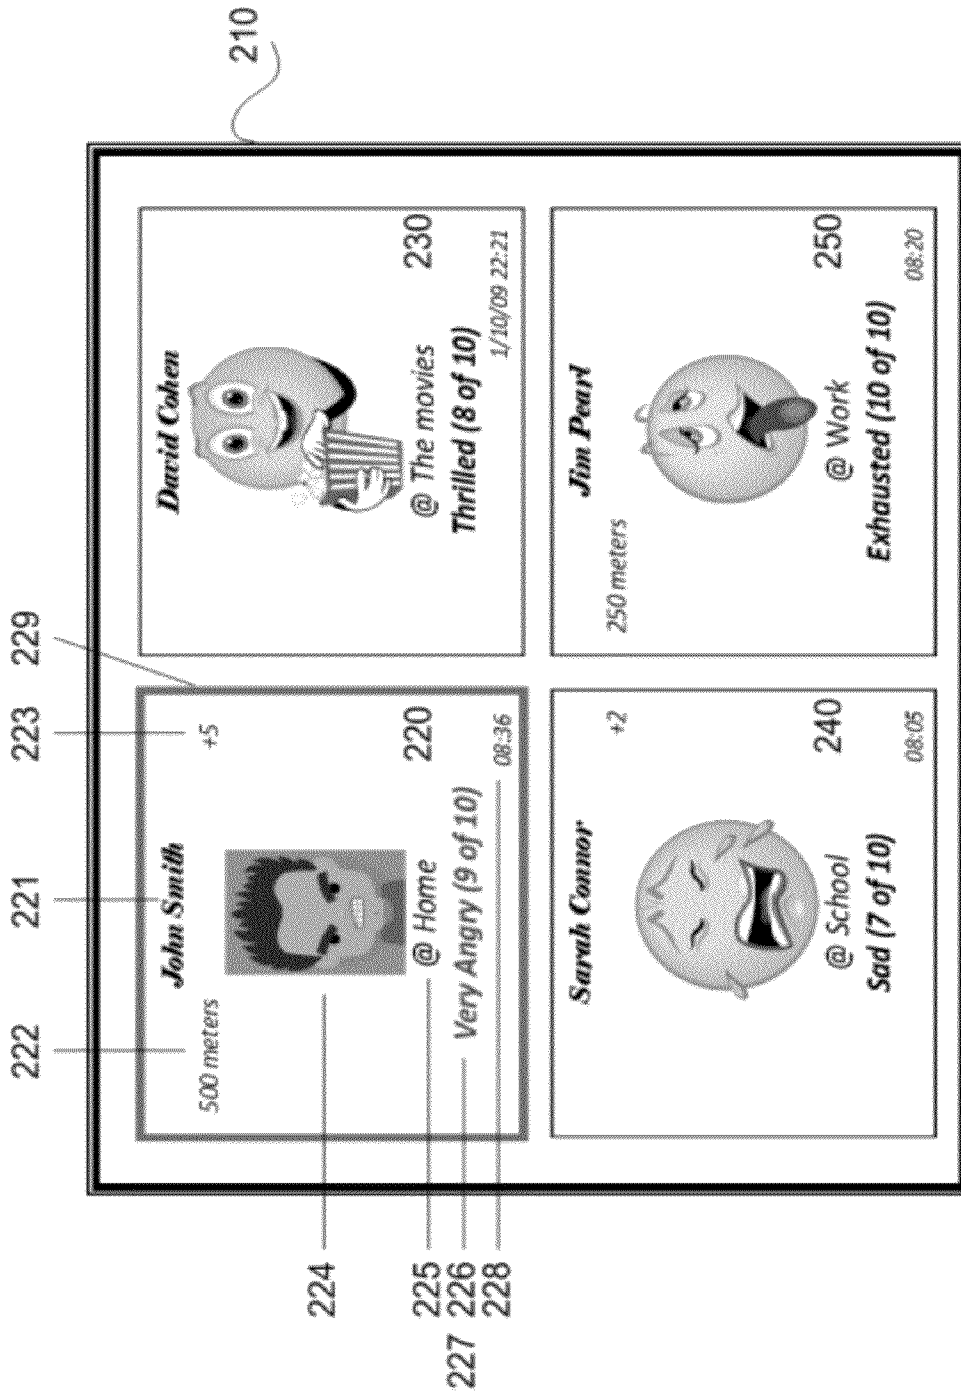 222
221
223
229
210
500 meters
John Smith
+5
@ Home
220
Very Angry (9 of 10)
08:36
224
225
227 226
228
David Cohen
@ The movies
230
Thrilled (8 of 10)
1/10/09 22:21
Sarah Connor
+2
@ School
240
Sad (7 of 10)
08:05
250 meters
Jim Pearl
@ Work
250
Exhausted (10 of 10)
08:20